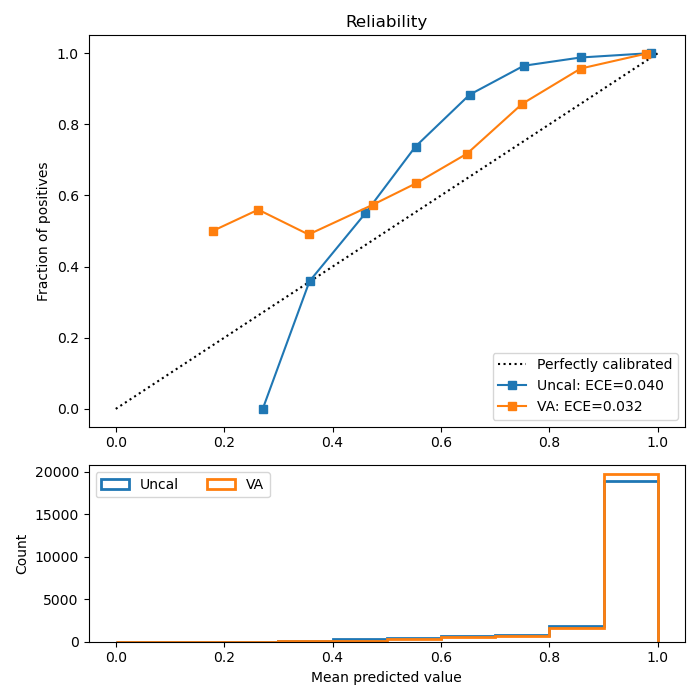 Reliability
Fraction of positives
1.0
0.8
0.6
0.4
0.2
0.0
Perfectly calibrated
Uncal: ECE=0.040
VA: ECE=0.032
0.0 0.2 0.4 0.6 0.8 1.0
Count
20000
15000
10000
5000
0
Uncal VA
0.0 0.2 0.4 0.6 0.8 1.0
Mean predicted value